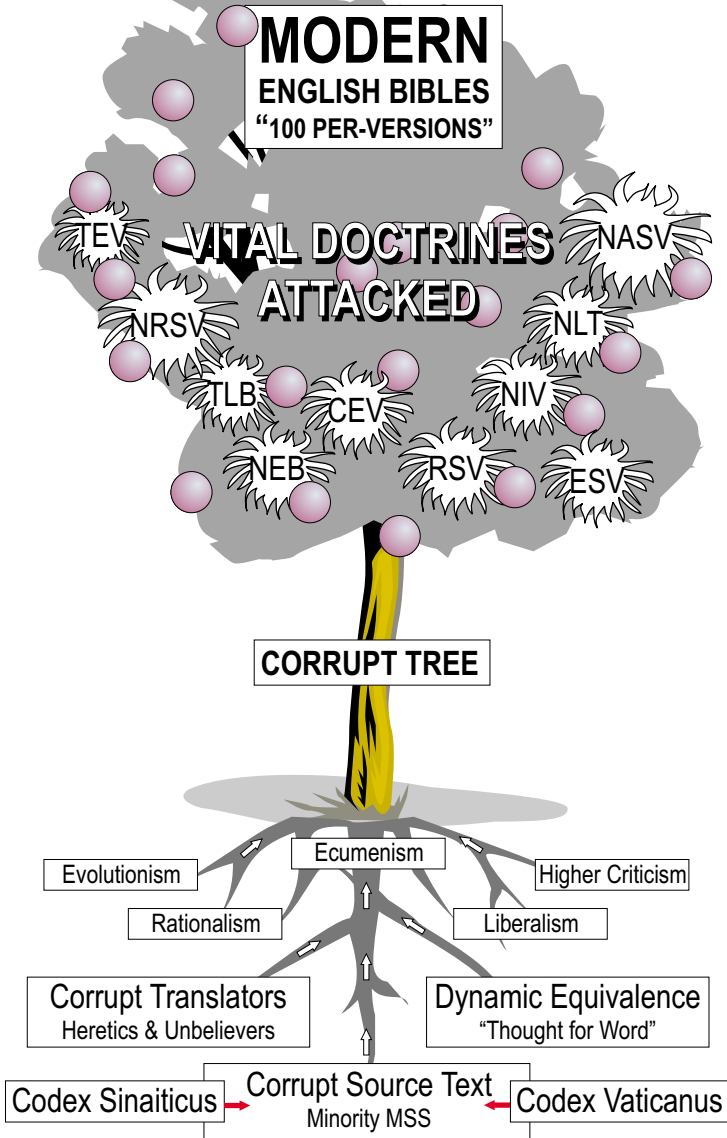 MODERN
ENGLISH BIBLES
“100 PER-VERSIONS”
VITAL DOCTRINES
ATTACKED
TEV
NASV
NRSV
NLT
TLB
CEV
NIV
NEB
RSV
ESV
CORRUPT TREE
Ecumenism
Evolutionism
Higher Criticism
Rationalism
Liberalism
Corrupt Translators
Heretics & Unbelievers
Dynamic Equivalence
“Thought for Word”
Codex Sinaiticus
Corrupt Source Text
Minority MSS
Codex Vaticanus